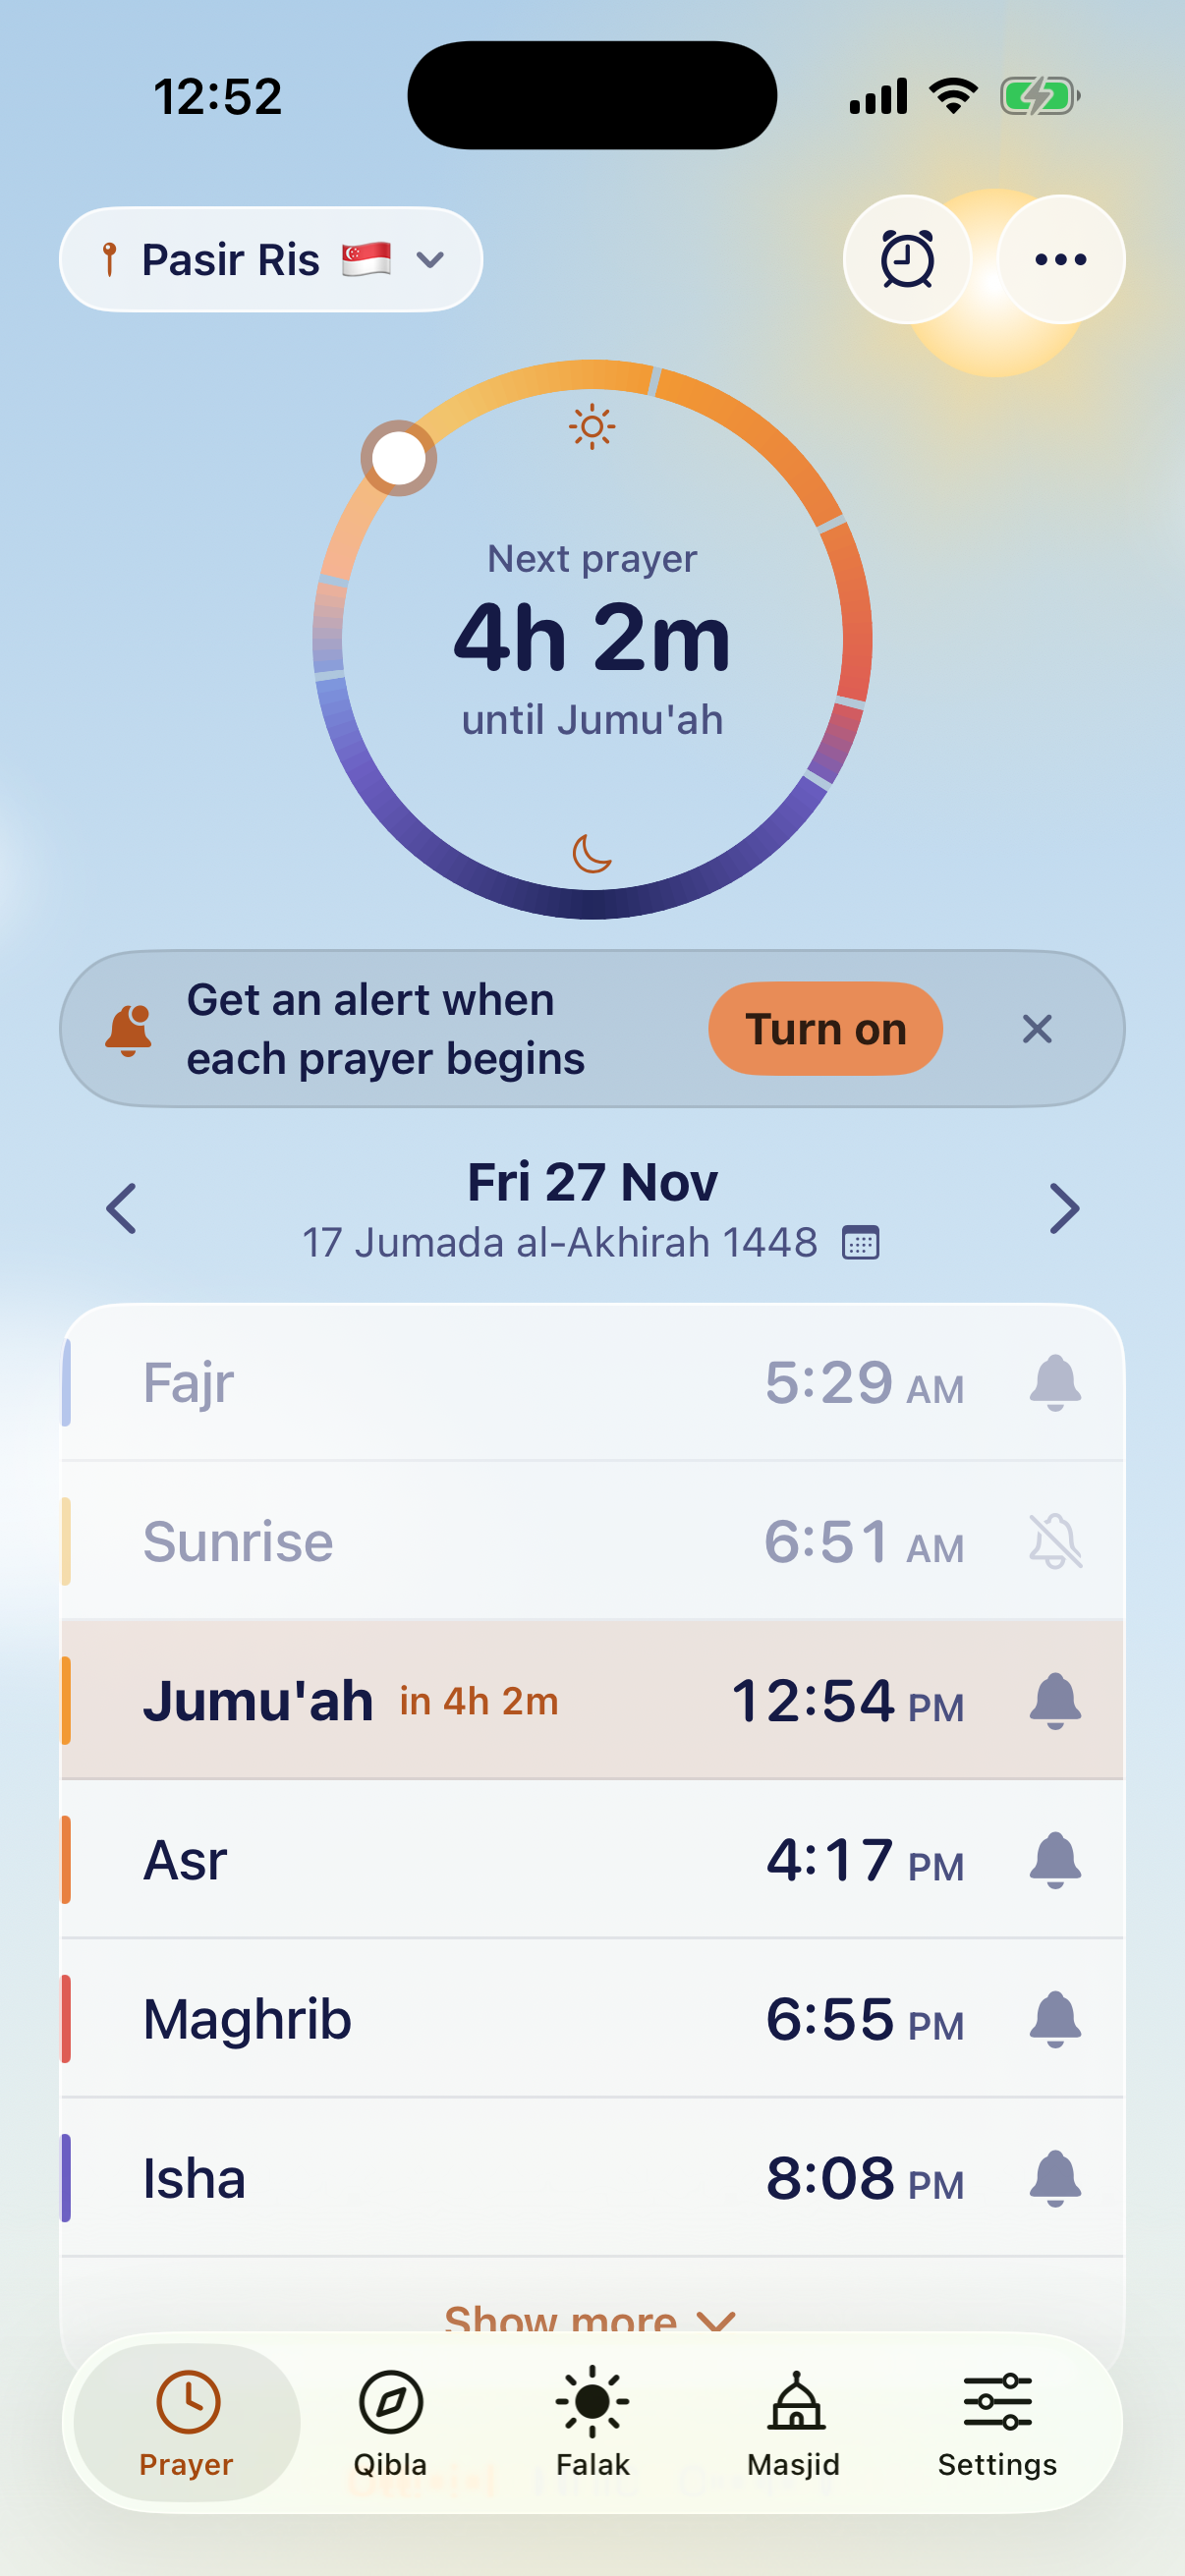 12:52
Pasir Ris
Next prayer
4h 2m
until Jumu'ah
Get an alert when
each prayer begins
Turn on
Fri 27 Nov
17 Jumada al-Akhirah 1448
Fajr 5:29 AM
Sunrise 6:51 AM
Jumu'ah in 4h 2m 12:54 PM
Asr 4:17 PM
Maghrib 6:55 PM
Isha 8:08 PM
Show more
Prayer Qibla Falak Masjid Settings